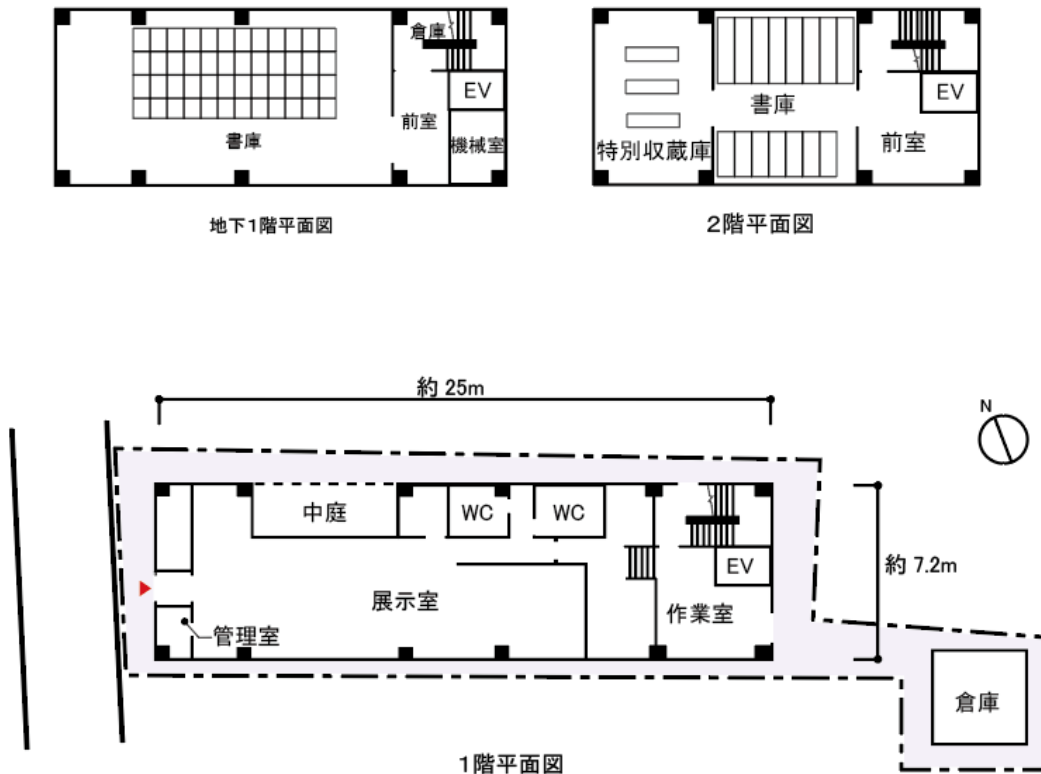 倉庫
EV
前室
機械室
書庫
地下1階平面図
EV
書庫
前室
特別収蔵庫
2階平面図
約 25m
N
中庭
WC
WC
EV
約 7.2m
展示室
作業室
管理室
倉庫
1階平面図